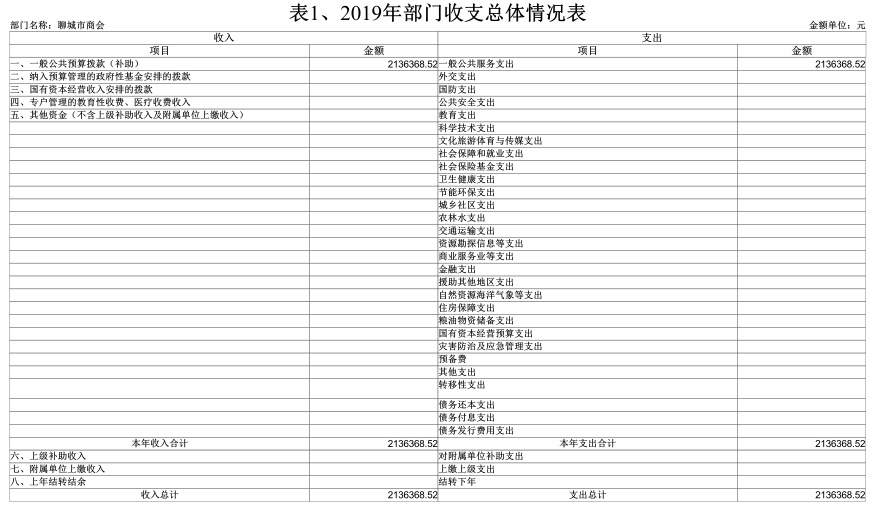 表1、2019年部门收支总体情况表
部门名称：聊城市商会 金额单位：元
收入 支出
项目 金额 项目 金额
一、一般公共预算拨款（补助） 2136368.52 一般公共服务支出 2136368.52
二、纳入预算管理的政府性基金安排的拨款 外交支出
三、国有资本经营收入安排的拨款 国防支出
四、专户管理的教育性收费、医疗收费收入 公共安全支出
五、其他资金（不含上级补助收入及附属单位上缴收入） 教育支出
科学技术支出
文化旅游体育与传媒支出
社会保障和就业支出
社会保险基金支出
卫生健康支出
节能环保支出
城乡社区支出
农林水支出
交通运输支出
资源勘探信息等支出
商业服务业等支出
金融支出
援助其他地区支出
自然资源海洋气象等支出
住房保障支出
粮油物资储备支出
国有资本经营预算支出
灾害防治及应急管理支出
预备费
其他支出
转移性支出
债务还本支出
债务付息支出
债务发行费用支出
本年收入合计 2136368.52 本年支出合计 2136368.52
六、上级补助收入 对附属单位补助支出
七、附属单位上缴收入 上缴上级支出
八、上年结转结余 结转下年
收入总计 2136368.52 支出总计 2136368.52